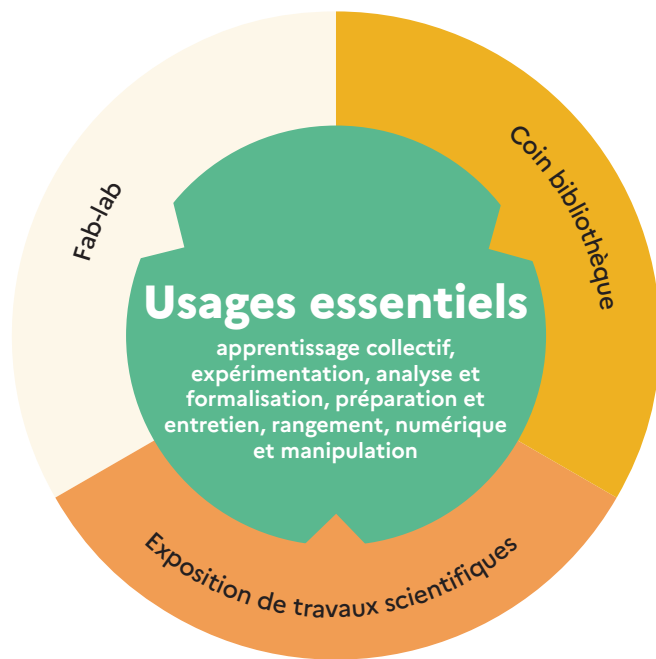 Fab-lab
Coin bibliothèque
Usages essentiels
apprentissage collectif,
expérimentation, analyse et
formalisation, préparation et
entretien, rangement, numérique
et manipulation
Exposition de travaux scientifiques